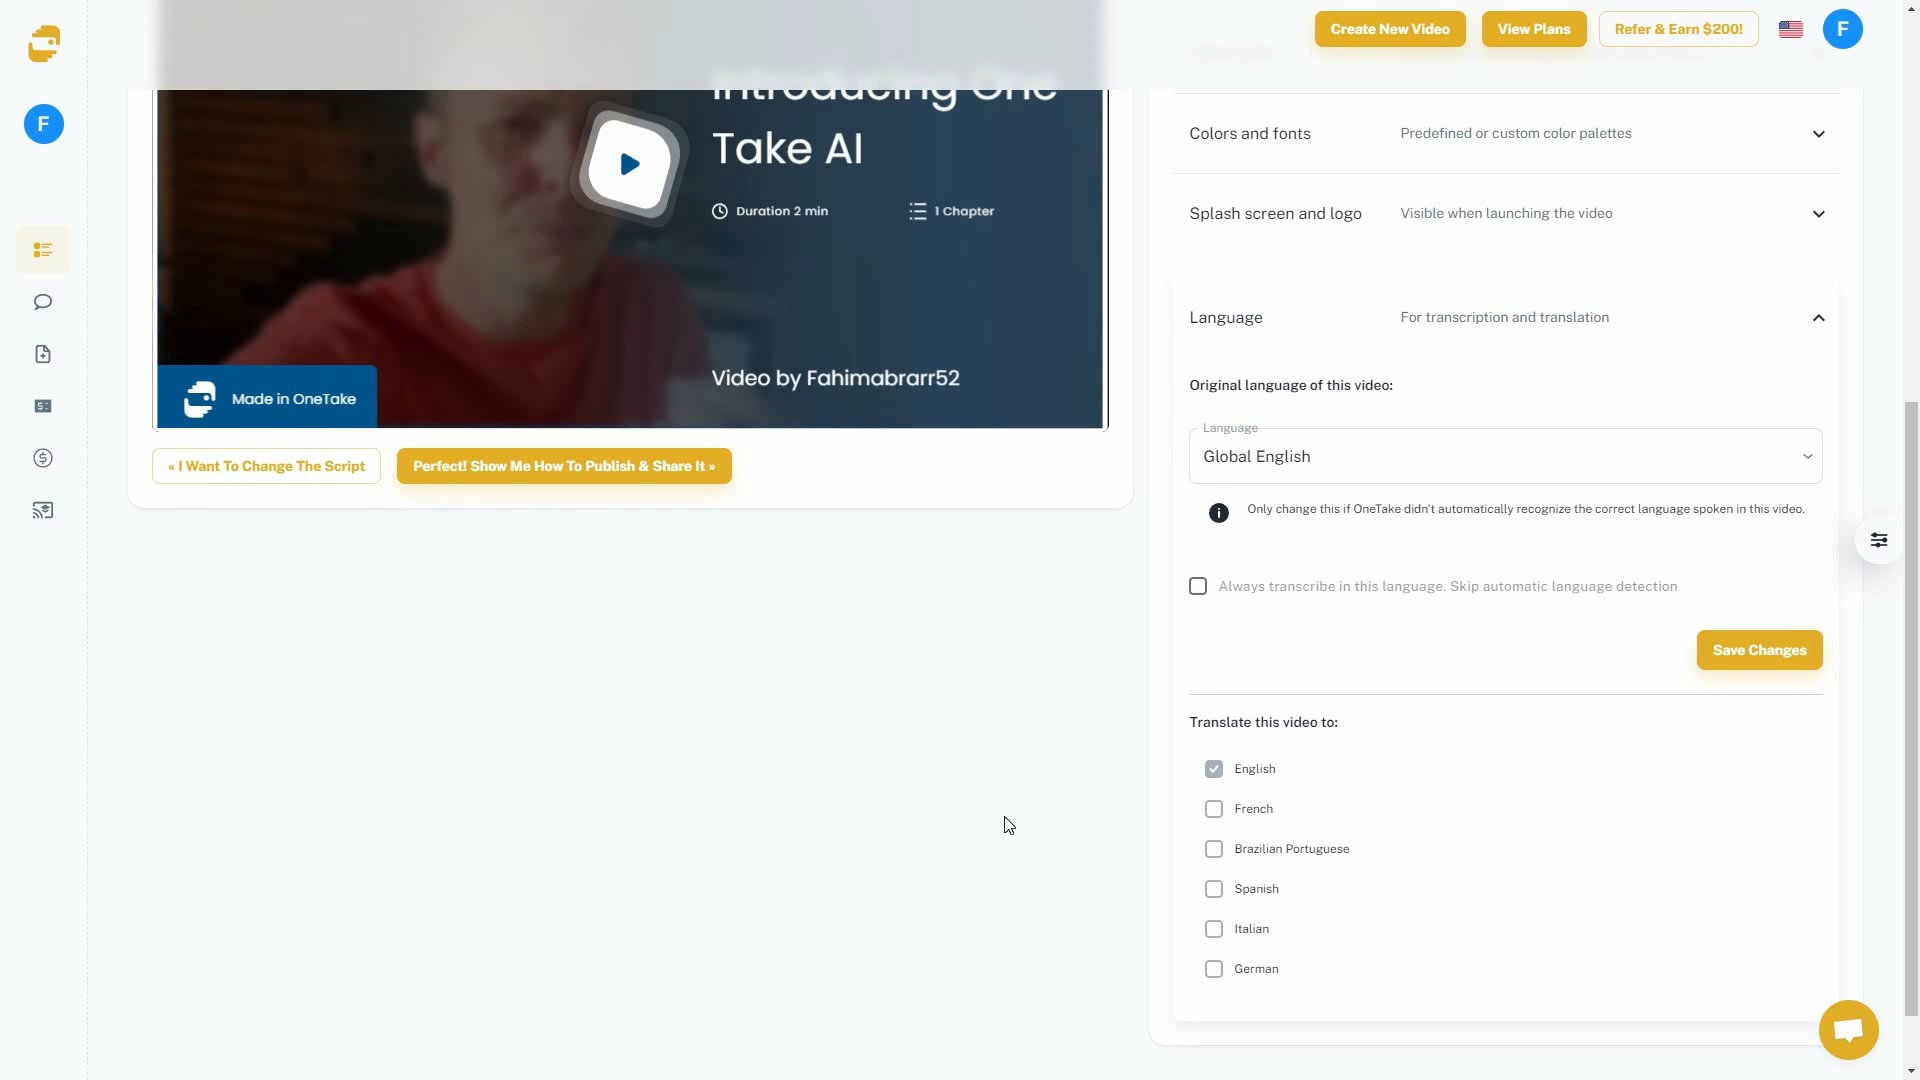 Create New Video
View Plans
Refer & Earn $200!
F
F
Introducing One
Take AI
Duration 2 min
1 Chapter
Video by Fahimabrarr52
Made in OneTake
« I Want To Change The Script
Perfect! Show Me How To Publish & Share It »
Colors and fonts
Predefined or custom color palettes
Splash screen and logo
Visible when launching the video
Language
For transcription and translation
Original language of this video:
Language
Global English
Only change this if OneTake didn't automatically recognize the correct language spoken in this video.
Always transcribe in this language. Skip automatic language detection
Save Changes
Translate this video to:
English
French
Brazilian Portuguese
Spanish
Italian
German